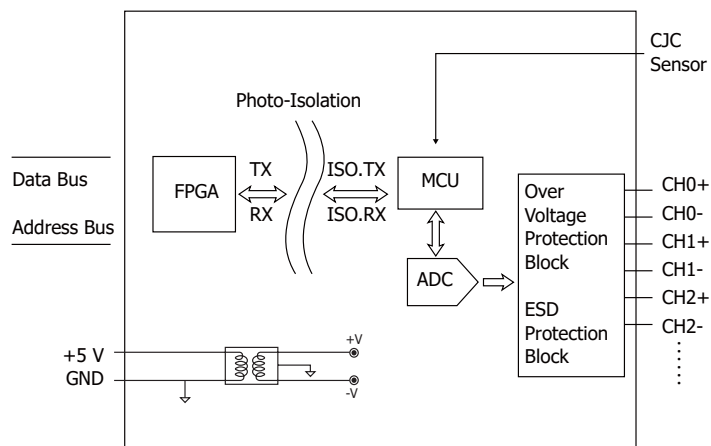 CJC
Sensor
Photo-Isolation
Data Bus
Address Bus
FPGA
TX
RX
ISO.TX
ISO.RX
MCU
ADC
Over
Voltage
Protection
Block
ESD
Protection
Block
CH0+
CH0-
CH1+
CH1-
CH2+
CH2-
+5 V
GND
+V
-V